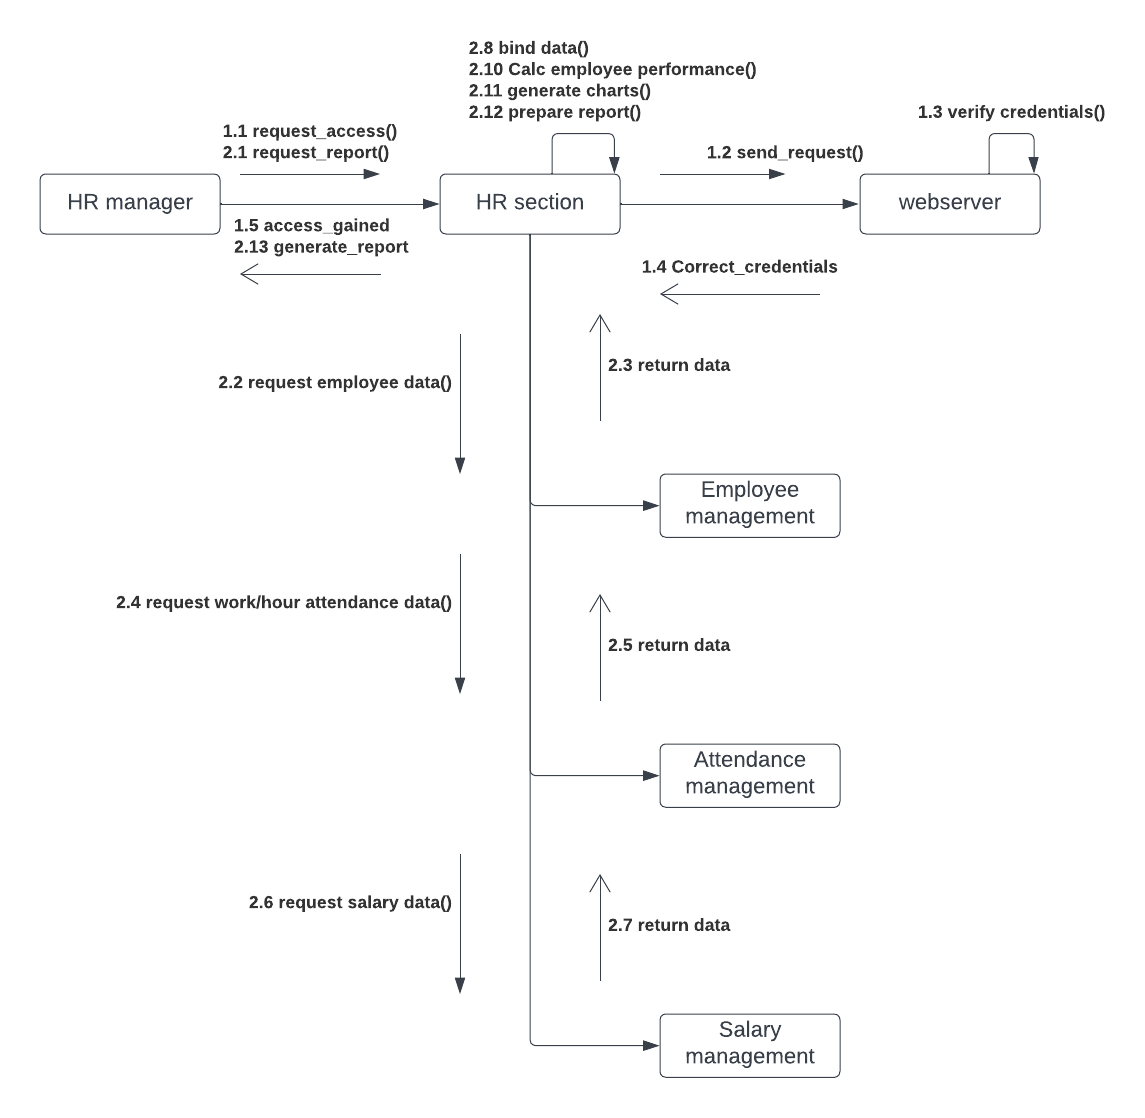 2.8 bind data()
2.10 Calc employee performance()
2.11 generate charts()
2.12 prepare report()
1.3 verify credentials()
1.1 request_access()
2.1 request_report()
1.2 send_request()
HR manager
HR section
webserver
1.5 access_gained
2.13 generate_report
1.4 Correct_credentials
2.3 return data
2.2 request employee data()
Employee
management
2.4 request work/hour attendance data()
2.5 return data
Attendance
management
2.6 request salary data()
2.7 return data
Salary
management